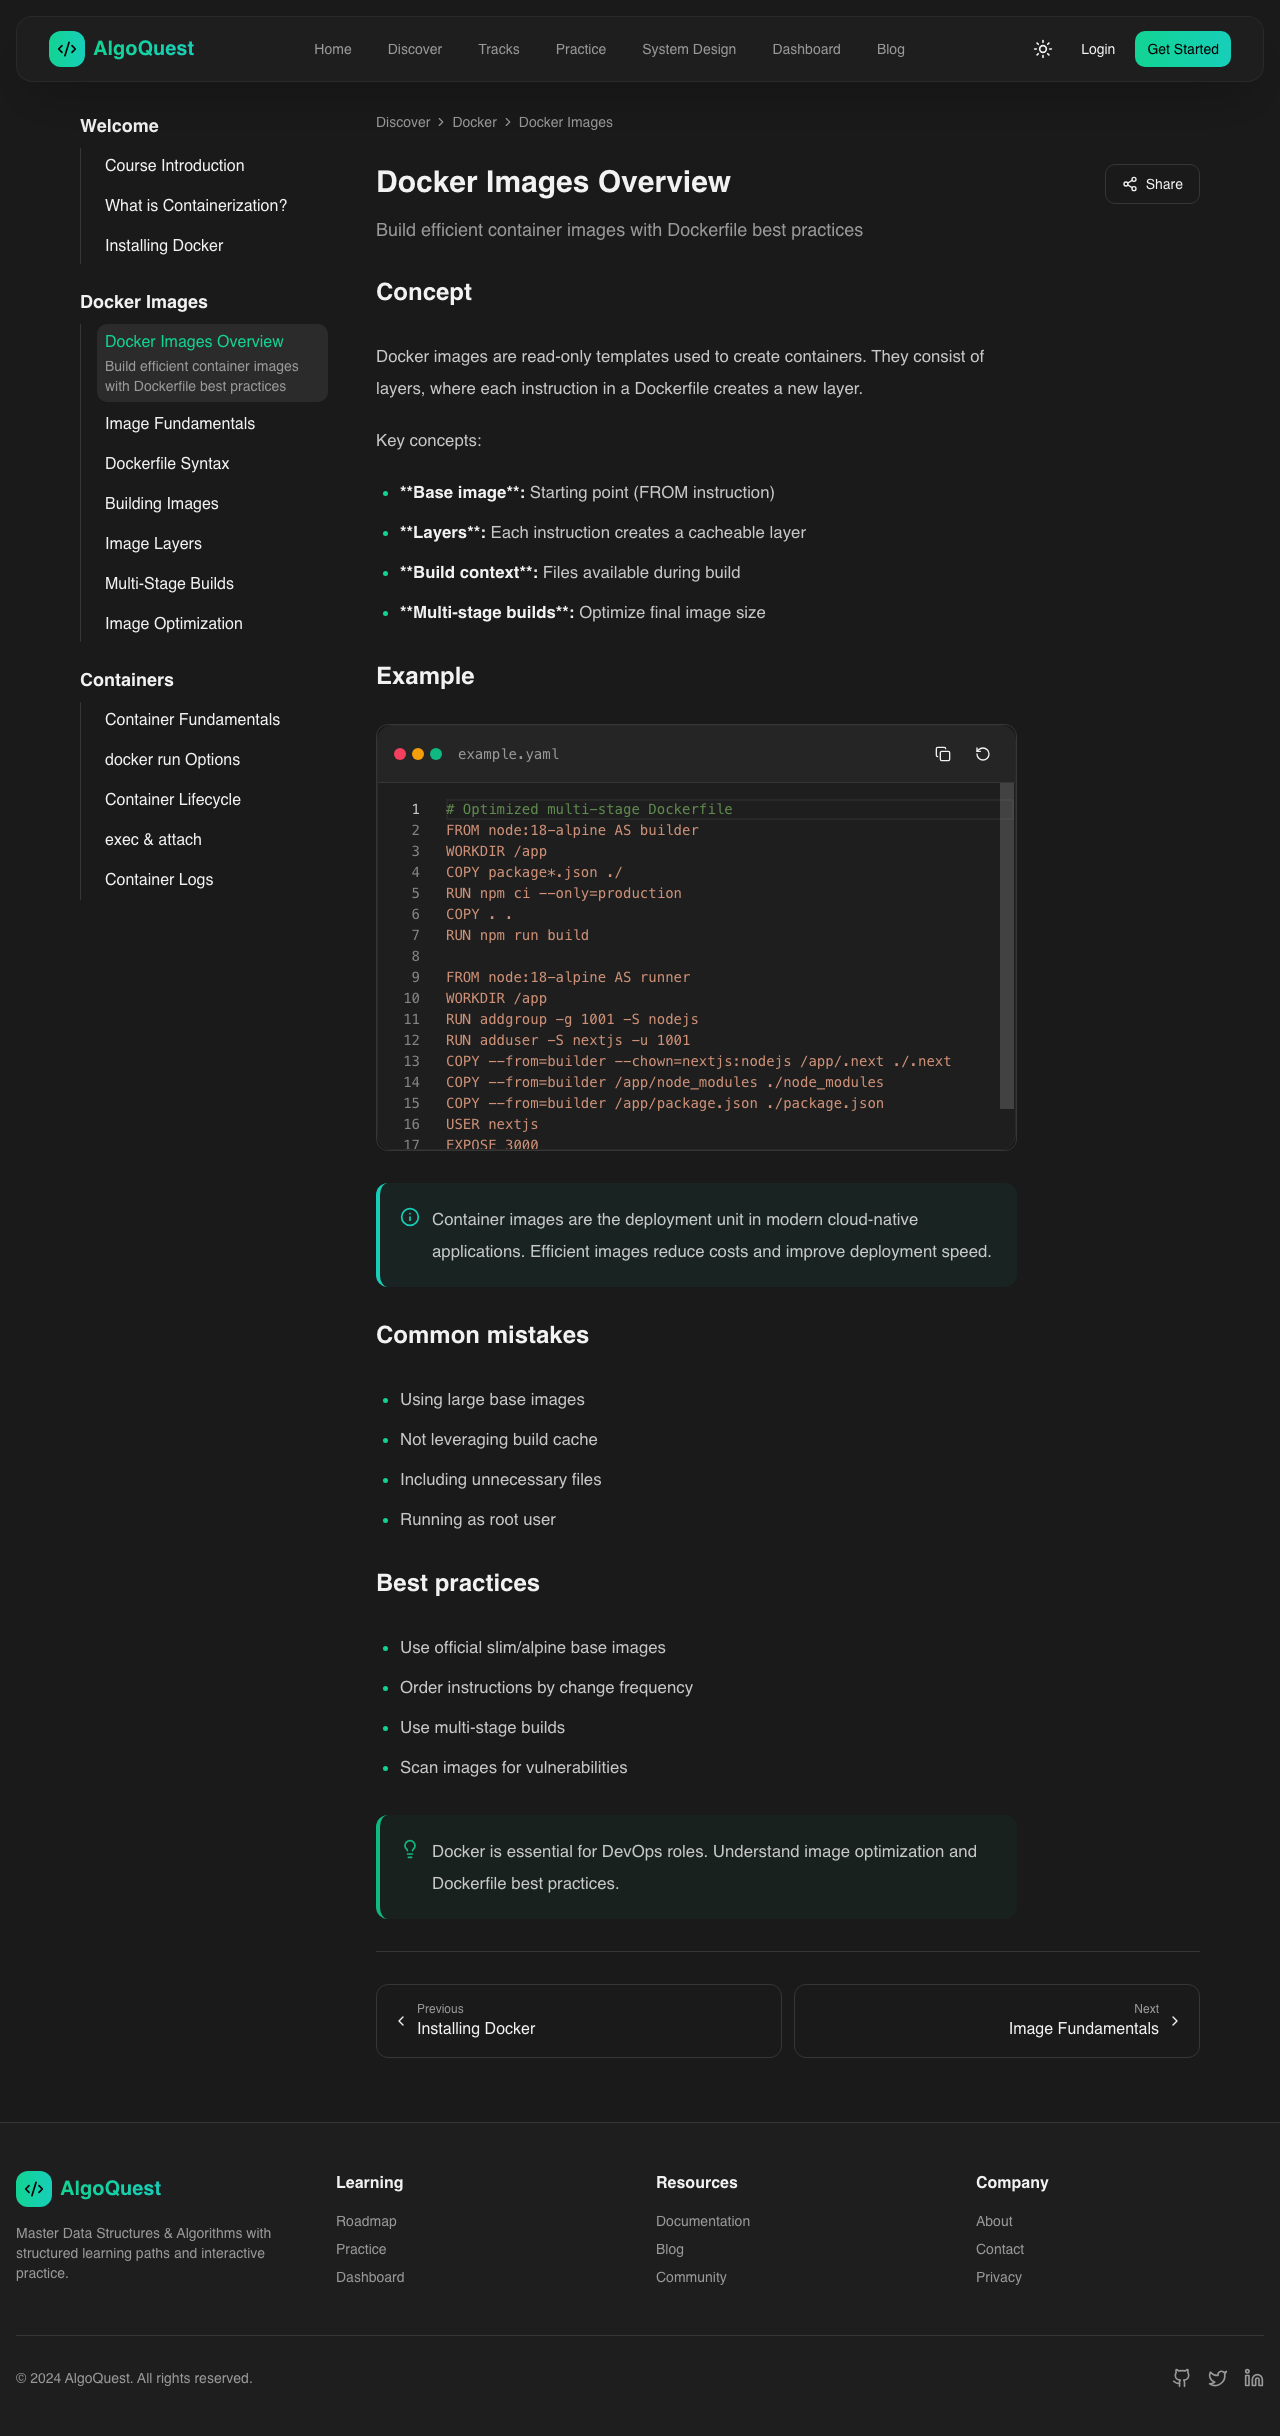 AlgoQuest
Home
Discover
Tracks
Practice
System Design
Dashboard
Blog
Login
Get Started
Welcome
Course Introduction
What is Containerization?
Installing Docker
Docker Images
Docker Images Overview
Build efficient container images
with Dockerfile best practices
Image Fundamentals
Dockerfile Syntax
Building Images
Image Layers
Multi-Stage Builds
Image Optimization
Containers
Container Fundamentals
docker run Options
Container Lifecycle
exec & attach
Container Logs
Discover > Docker > Docker Images
Docker Images Overview
Share
Build efficient container images with Dockerfile best practices
Concept
Docker images are read-only templates used to create containers. They consist of
layers, where each instruction in a Dockerfile creates a new layer.
Key concepts:
• **Base image**: Starting point (FROM instruction)
• **Layers**: Each instruction creates a cacheable layer
• **Build context**: Files available during build
• **Multi-stage builds**: Optimize final image size
Example
example.yaml
1 # Optimized multi-stage Dockerfile
2 FROM node:18-alpine AS builder
3 WORKDIR /app
4 COPY package*.json ./
5 RUN npm ci --only=production
6 COPY . .
7 RUN npm run build
8
9 FROM node:18-alpine AS runner
10 WORKDIR /app
11 RUN addgroup -g 1001 -S nodejs
12 RUN adduser -S nextjs -u 1001
13 COPY --from=builder --chown=nextjs:nodejs /app/.next ./.next
14 COPY --from=builder /app/node_modules ./node_modules
15 COPY --from=builder /app/package.json ./package.json
16 USER nextjs
17 EXPOSE 3000
Container images are the deployment unit in modern cloud-native
applications. Efficient images reduce costs and improve deployment speed.
Common mistakes
• Using large base images
• Not leveraging build cache
• Including unnecessary files
• Running as root user
Best practices
• Use official slim/alpine base images
• Order instructions by change frequency
• Use multi-stage builds
• Scan images for vulnerabilities
Docker is essential for DevOps roles. Understand image optimization and
Dockerfile best practices.
Previous
Installing Docker
Next
Image Fundamentals
AlgoQuest
Master Data Structures & Algorithms with
structured learning paths and interactive
practice.
Learning
Roadmap
Practice
Dashboard
Resources
Documentation
Blog
Community
Company
About
Contact
Privacy
© 2024 AlgoQuest. All rights reserved.